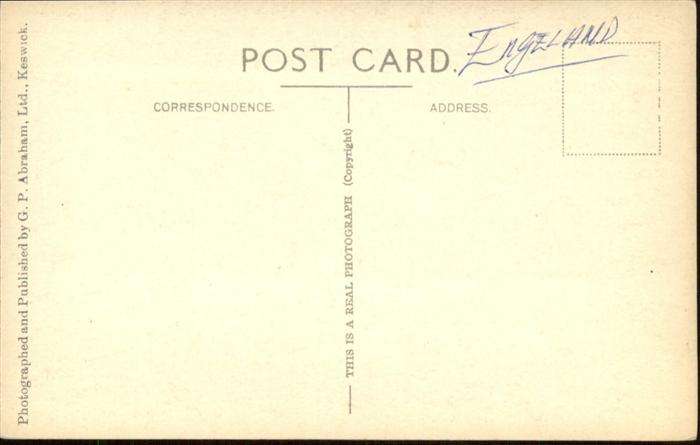 POST CARD.
England
CORRESPONDENCE.
ADDRESS.
THIS IS A REAL PHOTOGRAPH (Copyright)
Photographed and Published by G. P. Abraham, Ltd., Keswick.